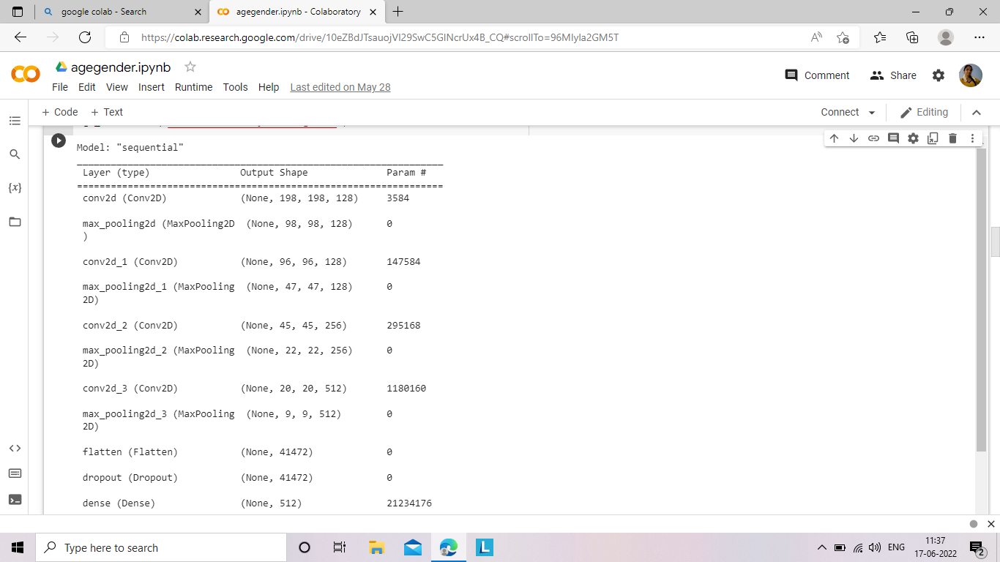 google colab - Search
agegender.ipynb - Colaboratory
https://colab.research.google.com/drive/10eZBdJTsauojVI29SwC5GINcrUx4B_CQ#scrollTo=96MIyla2GM5T
agegender.ipynb
Comment Share
File Edit View Insert Runtime Tools Help Last edited on May 28
+ Code + Text Connect Editing
Model: "sequential"
Layer (type) Output Shape Param #
conv2d (Conv2D) (None, 198, 198, 128) 3584
max_pooling2d (MaxPooling2D (None, 98, 98, 128) 0
)
conv2d_1 (Conv2D) (None, 96, 96, 128) 147584
max_pooling2d_1 (MaxPooling (None, 47, 47, 128) 0
2D)
conv2d_2 (Conv2D) (None, 45, 45, 256) 295168
max_pooling2d_2 (MaxPooling (None, 22, 22, 256) 0
2D)
conv2d_3 (Conv2D) (None, 20, 20, 512) 1180160
max_pooling2d_3 (MaxPooling (None, 9, 9, 512) 0
2D)
flatten (Flatten) (None, 41472) 0
dropout (Dropout) (None, 41472) 0
dense (Dense) (None, 512) 21234176
Type here to search
ENG
11:37
17-06-2022
2